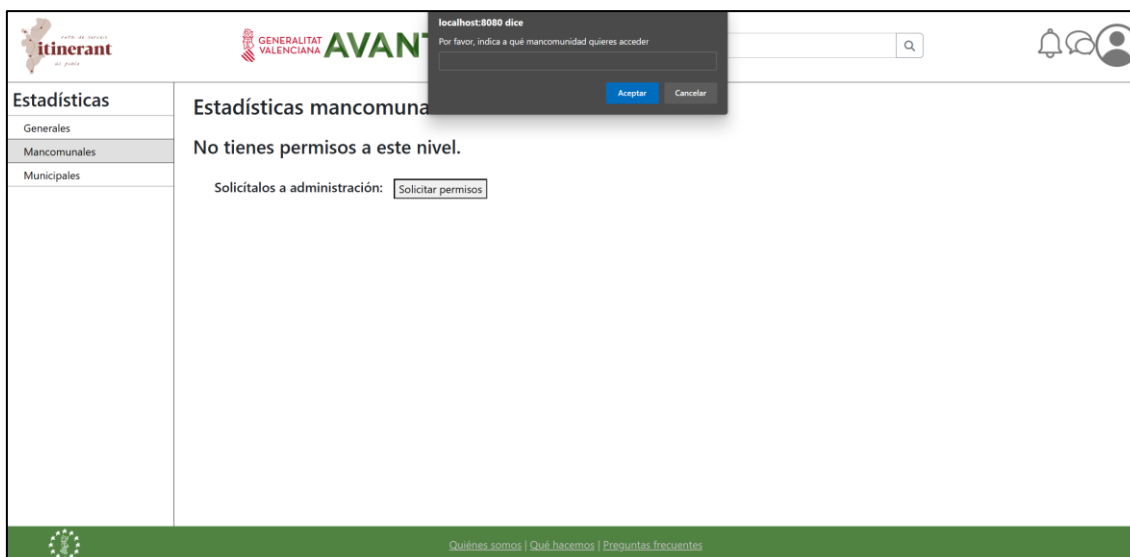 itinerant
GENERALITAT
VALENCIANA
AVANT
localhost:8080 dice
Por favor, indica a qué mancomunidad quieres acceder
Aceptar
Cancelar
Estadísticas
Generales
Mancomunales
Municipales
Estadísticas mancomuna
No tienes permisos a este nivel.
Solicítalos a administración:
Solicitar permisos
Quiénes somos | Qué hacemos | Preguntas frecuentes